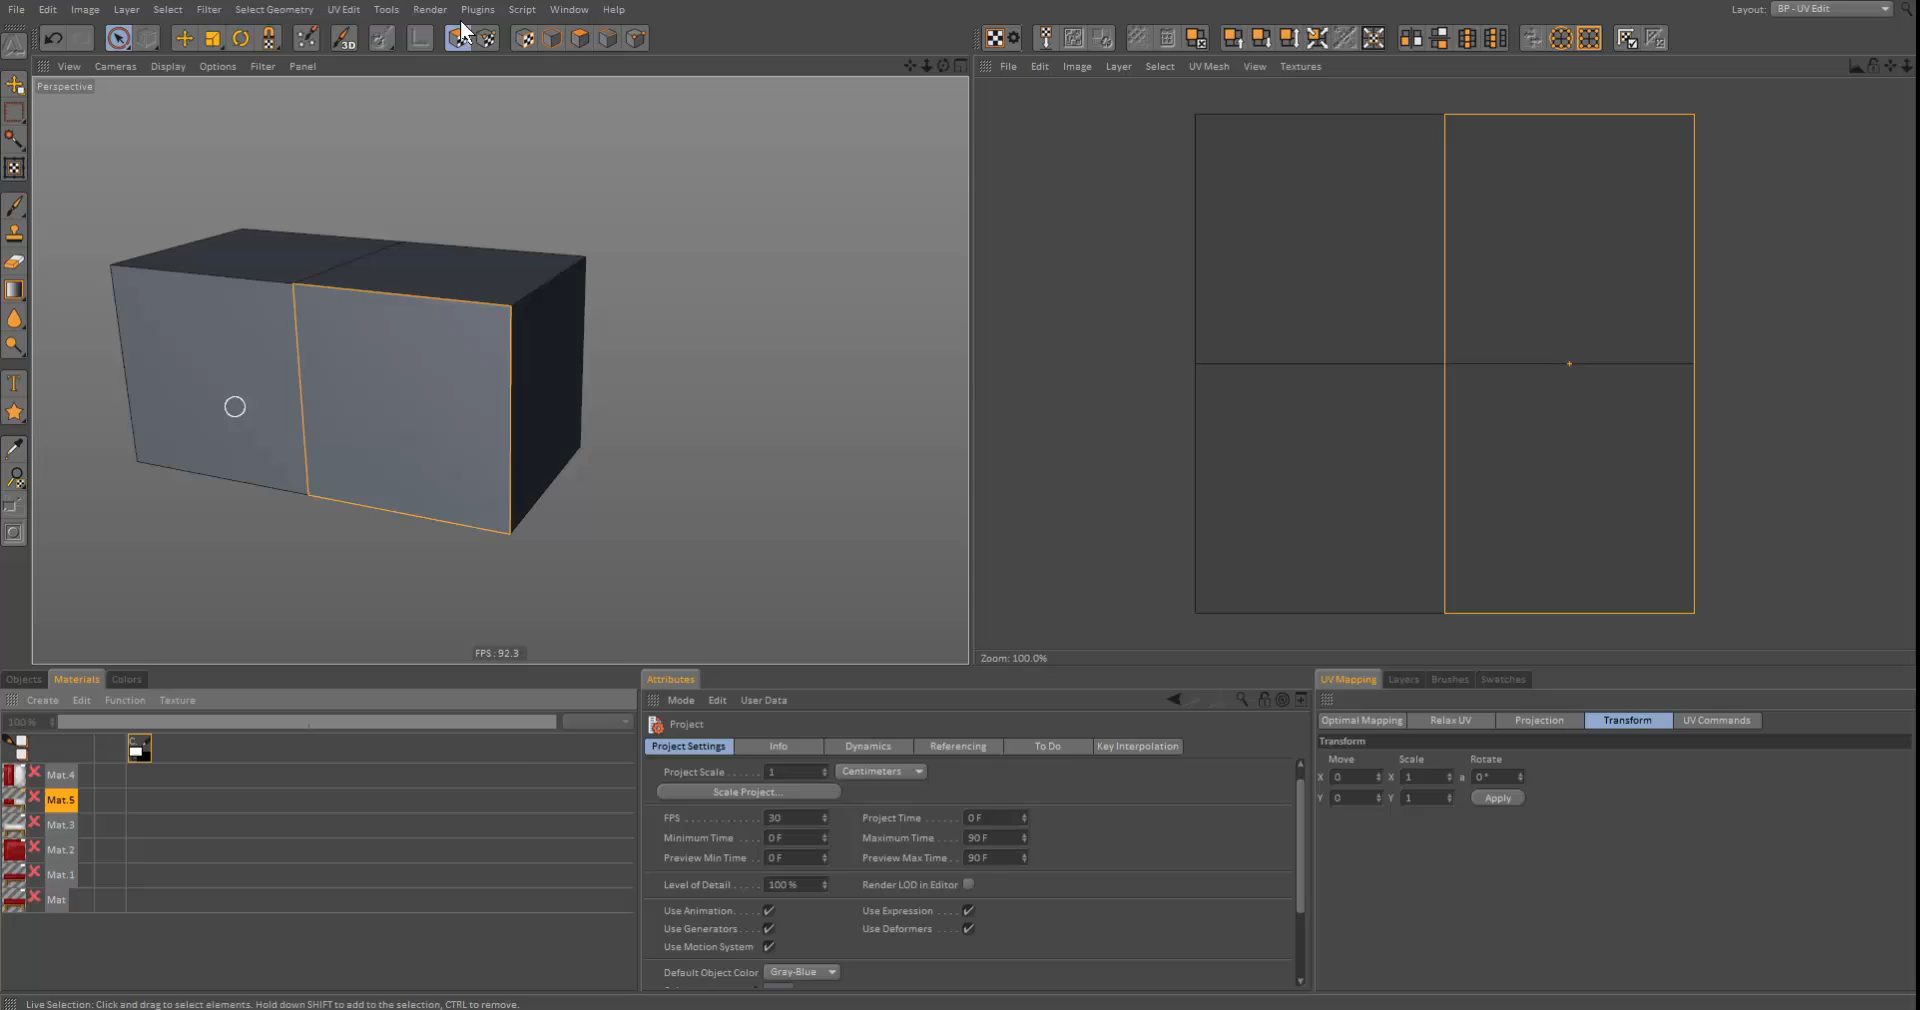 File Edit Image Layer Select Filter Select Geometry UV Edit Tools Render Plugins Script Window Help Layout: BP - UV Edit
3D
View Cameras Display Options Filter Panel
File Edit Image Layer Select UV Mesh View Textures
Perspective
T
FPS : 92.3
Zoom: 100.0%
Objects Materials Colors
Create Edit Function Texture
100 %
Mat.4
Mat.5
Mat.3
Mat.2
Mat.1
Mat
Attributes
Mode Edit User Data
Project
Project Settings Info Dynamics Referencing To Do Key Interpolation
Project Scale . . . . . . 1 Centimeters
Scale Project...
FPS . . . . . . . . . . . . 30 Project Time . . . . . . 0 F
Minimum Time . . . . 0 F Maximum Time . . . . 90 F
Preview Min Time . . 0 F Preview Max Time . . 90 F
Level of Detail . . . . . 100 % Render LOD in Editor
Use Animation. . . . . Use Expression . . . .
Use Generators. . . . Use Deformers . . . .
Use Motion System
Default Object Color Gray-Blue
UV Mapping Layers Brushes Swatches
Optimal Mapping Relax UV Projection Transform UV Commands
Transform
Move Scale Rotate
X 0 X 1 a 0 °
Y 0 Y 1 Apply
Live Selection: Click and drag to select elements. Hold down SHIFT to add to the selection, CTRL to remove.